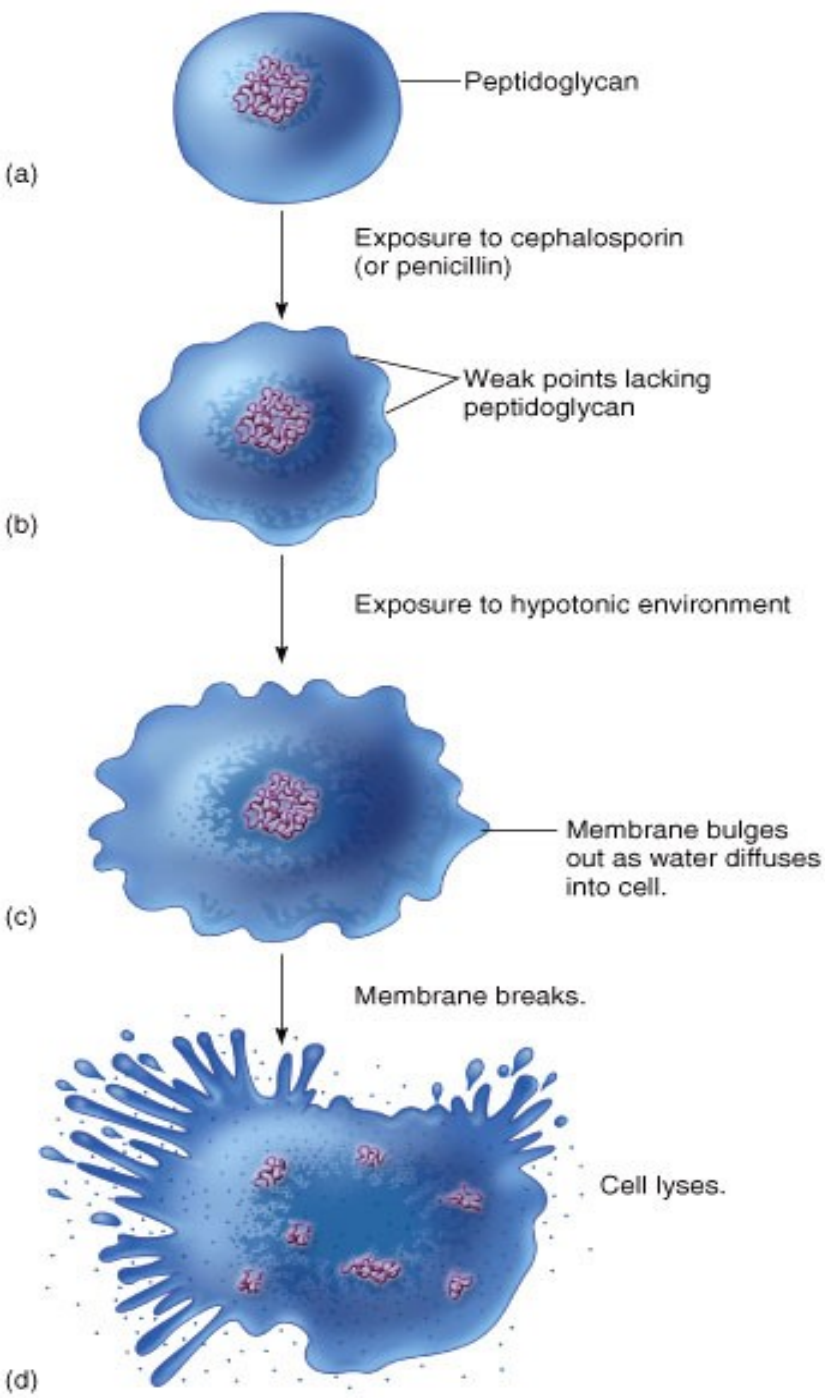 Peptidoglycan
(a)
Exposure to cephalosporin
(or penicillin)
Weak points lacking
peptidoglycan
(b)
Exposure to hypotonic environment
Membrane bulges
out as water diffuses
into cell.
(c)
Membrane breaks.
Cell lyses.
(d)